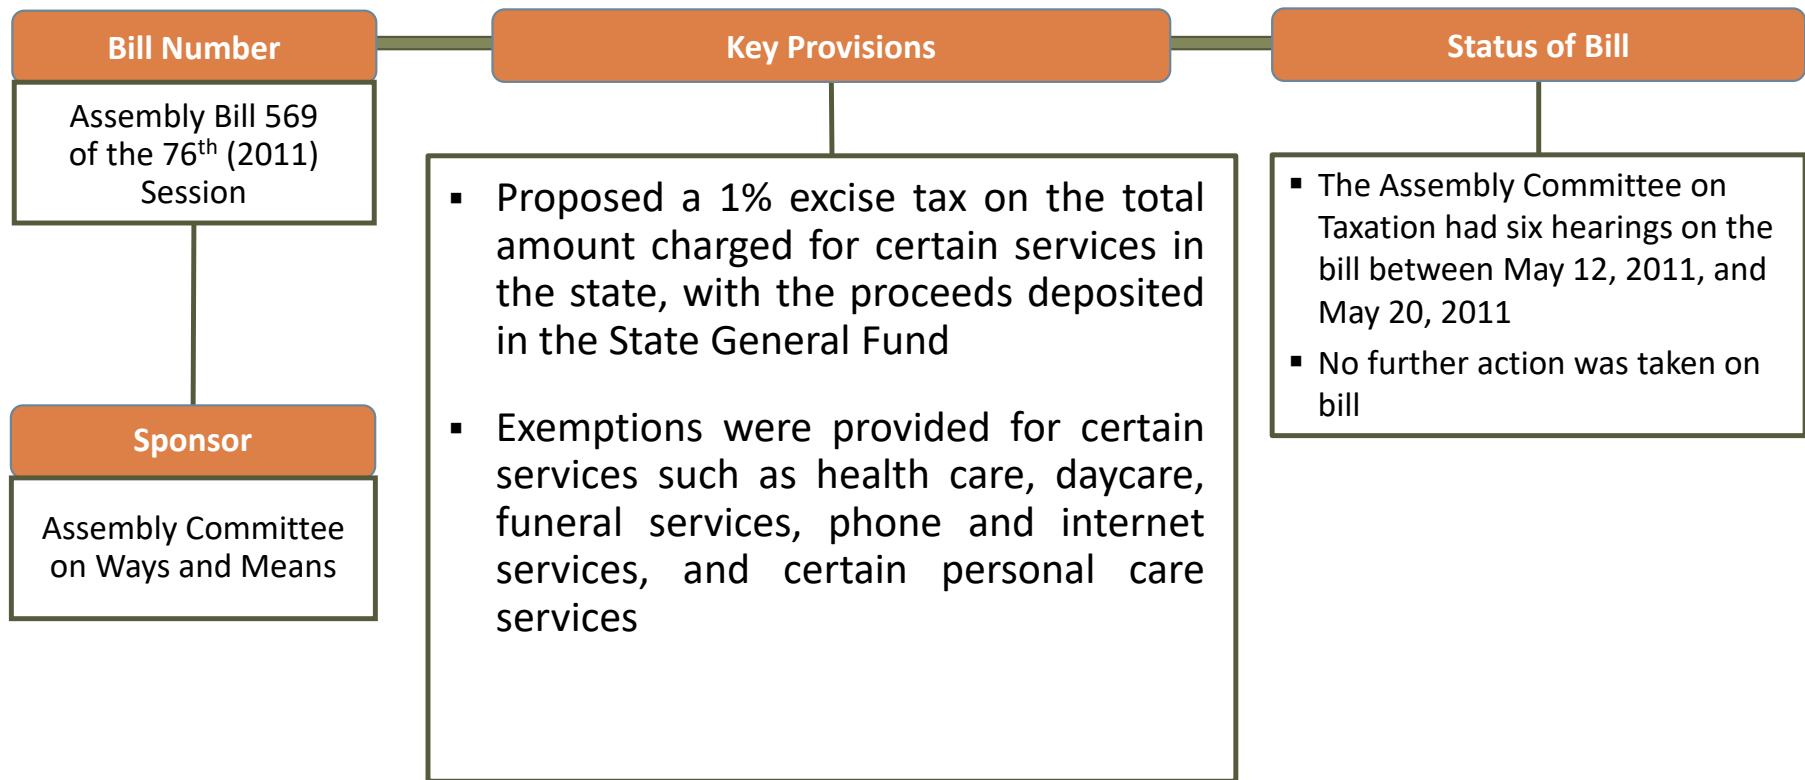 Bill Number
Assembly Bill 569
of the 76th (2011)
Session
Sponsor
Assembly Committee
on Ways and Means
Key Provisions
▪ Proposed a 1% excise tax on the total
amount charged for certain services in
the state, with the proceeds deposited
in the State General Fund
▪ Exemptions were provided for certain
services such as health care, daycare,
funeral services, phone and internet
services, and certain personal care
services
Status of Bill
▪ The Assembly Committee on
Taxation had six hearings on the
bill between May 12, 2011, and
May 20, 2011
▪ No further action was taken on
bill